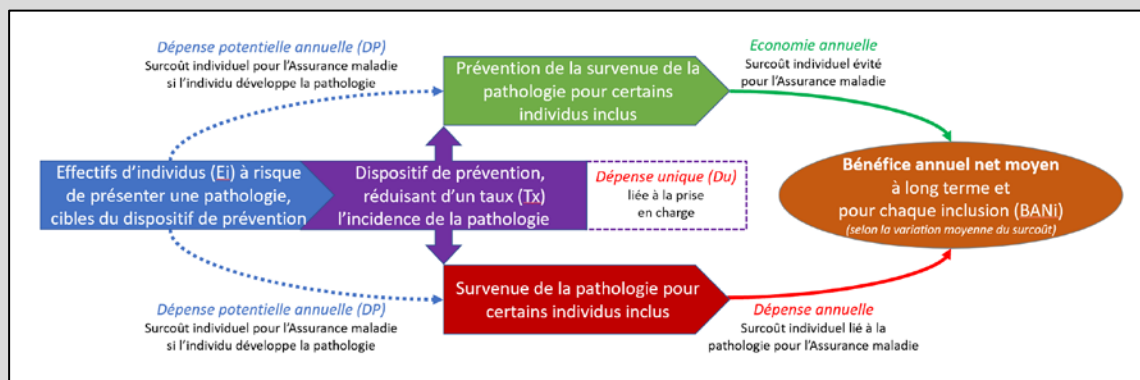 Dépense potentielle annuelle (DP)
Surcoût individuel pour l'Assurance maladie
si l'individu développe la pathologie
Prévention de la survenue de la
pathologie pour certains
individus inclus
Economie annuelle
Surcoût individuel évité
pour l'Assurance maladie
Effectifs d'individus (Ei) à risque
de présenter une pathologie,
cibles du dispositif de prévention
Dispositif de prévention,
réduisant d'un taux (Tx)
l'incidence de la pathologie
Dépense unique (Du)
liée à la prise
en charge
Bénéfice annuel net moyen
à long terme et
pour chaque inclusion (BANi)
(selon la variation moyenne du surcoût)
Dépense potentielle annuelle (DP)
Surcoût individuel pour l'Assurance maladie
si l'individu développe la pathologie
Survenue de la pathologie pour
certains individus inclus
Dépense annuelle
Surcoût individuel lié à la
pathologie pour l'Assurance maladie